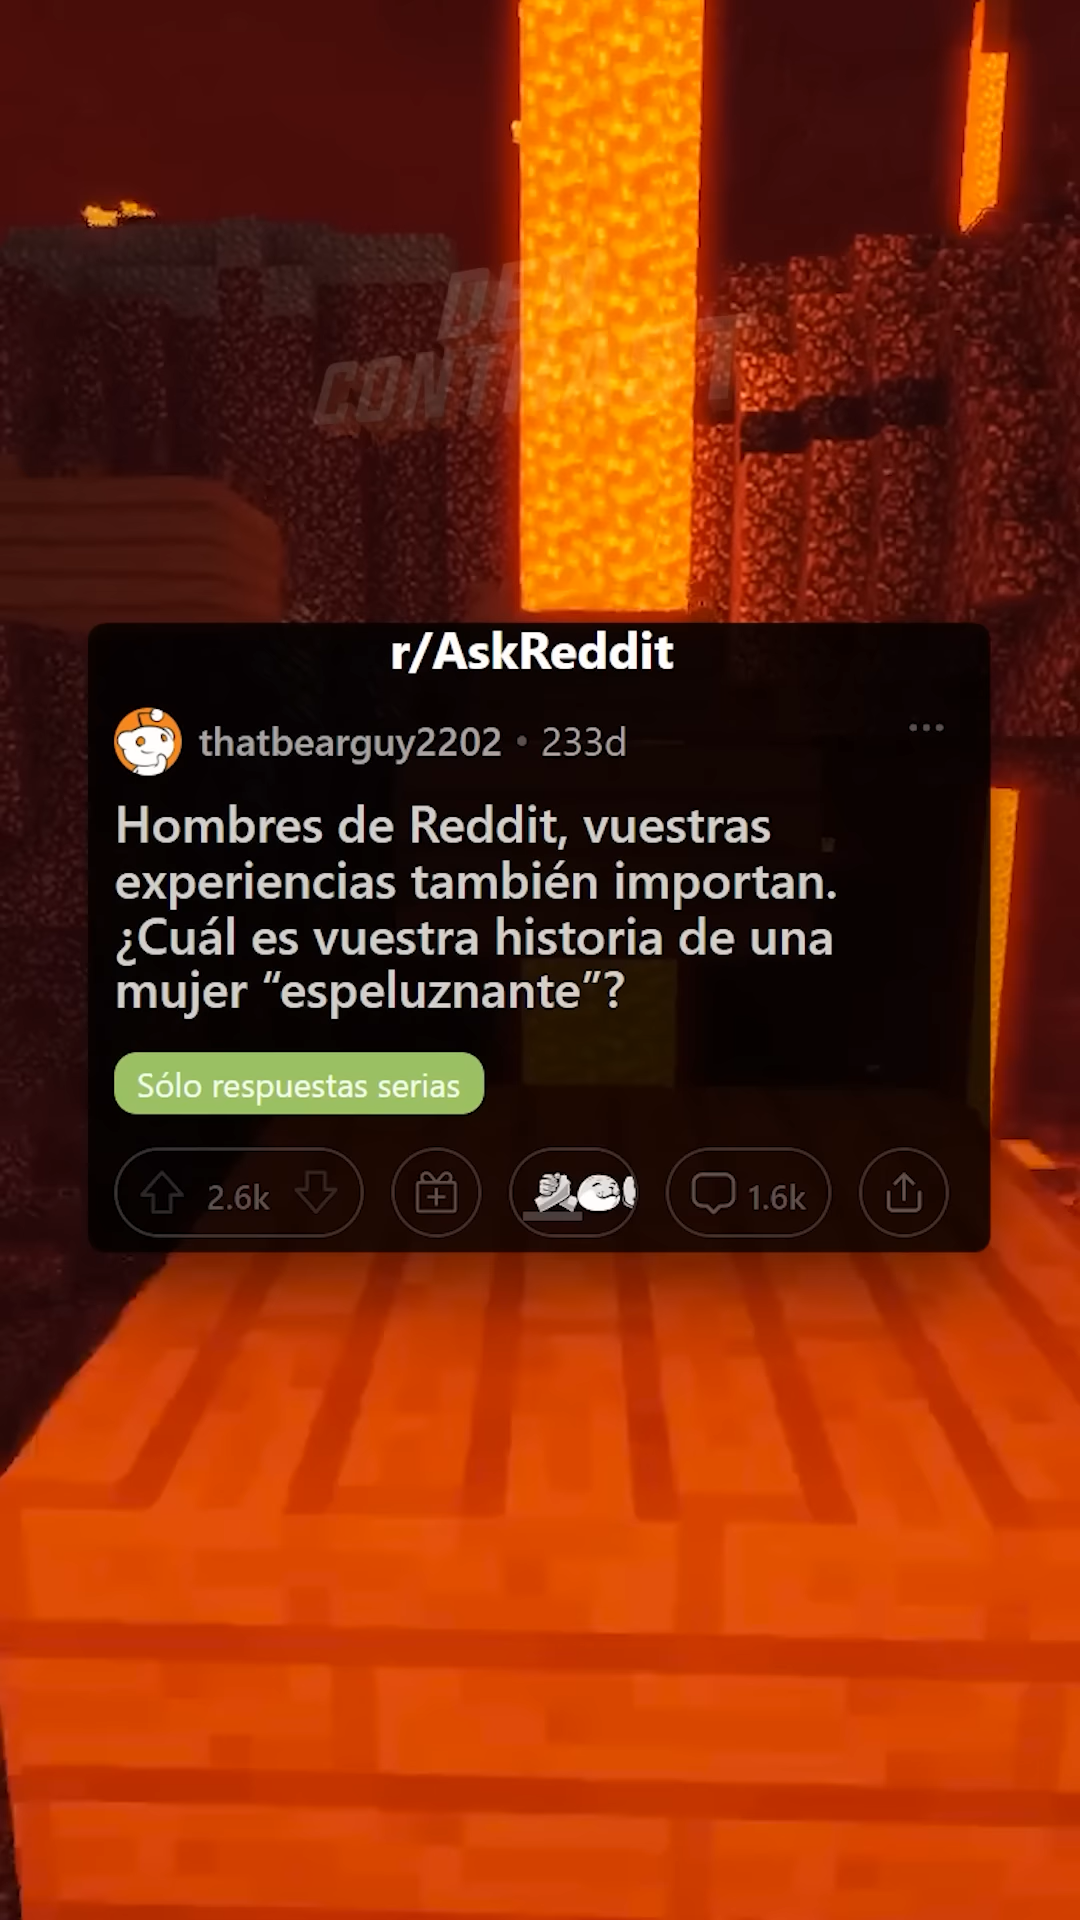 r/AskReddit
thatbearguy2202 • 233d
Hombres de Reddit, vuestras
experiencias también importan.
¿Cuál es vuestra historia de una
mujer “espeluznante”?
Sólo respuestas serias
2.6k
1.6k